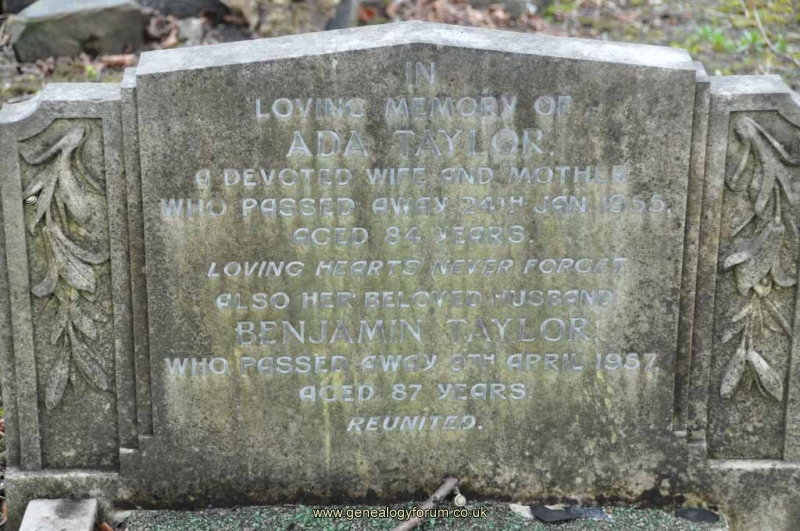 IN
LOVING MEMORY OF
ADA TAYLOR.
A DEVOTED WIFE AND MOTHER
WHO PASSED AWAY 24TH JAN. 1955.
AGED 84 YEARS.
LOVING HEARTS NEVER FORGET
ALSO HER BELOVED HUSBAND
BENJAMIN TAYLOR.
WHO PASSED AWAY 9TH APRIL 1957.
AGED 87 YEARS.
REUNITED.
www.genealogyforum.co.uk